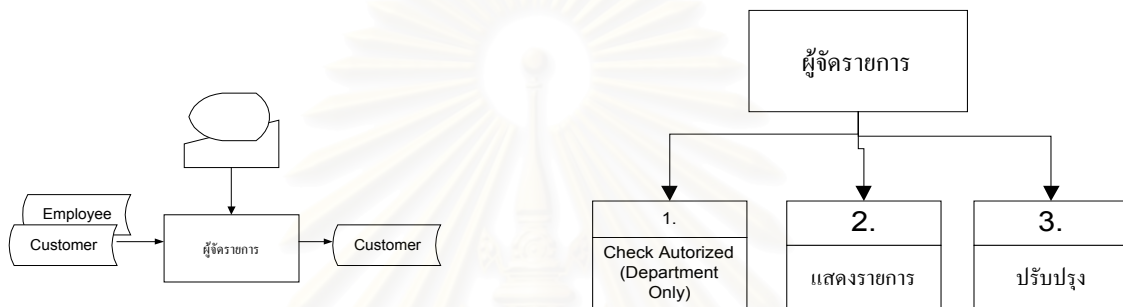 Employee
Customer
ผู้จัดรายการ
Customer
ผู้จัดรายการ
1.
Check Autorized
(Department
Only)
2.
แสดงรายการ
3.
ปรับปรุง